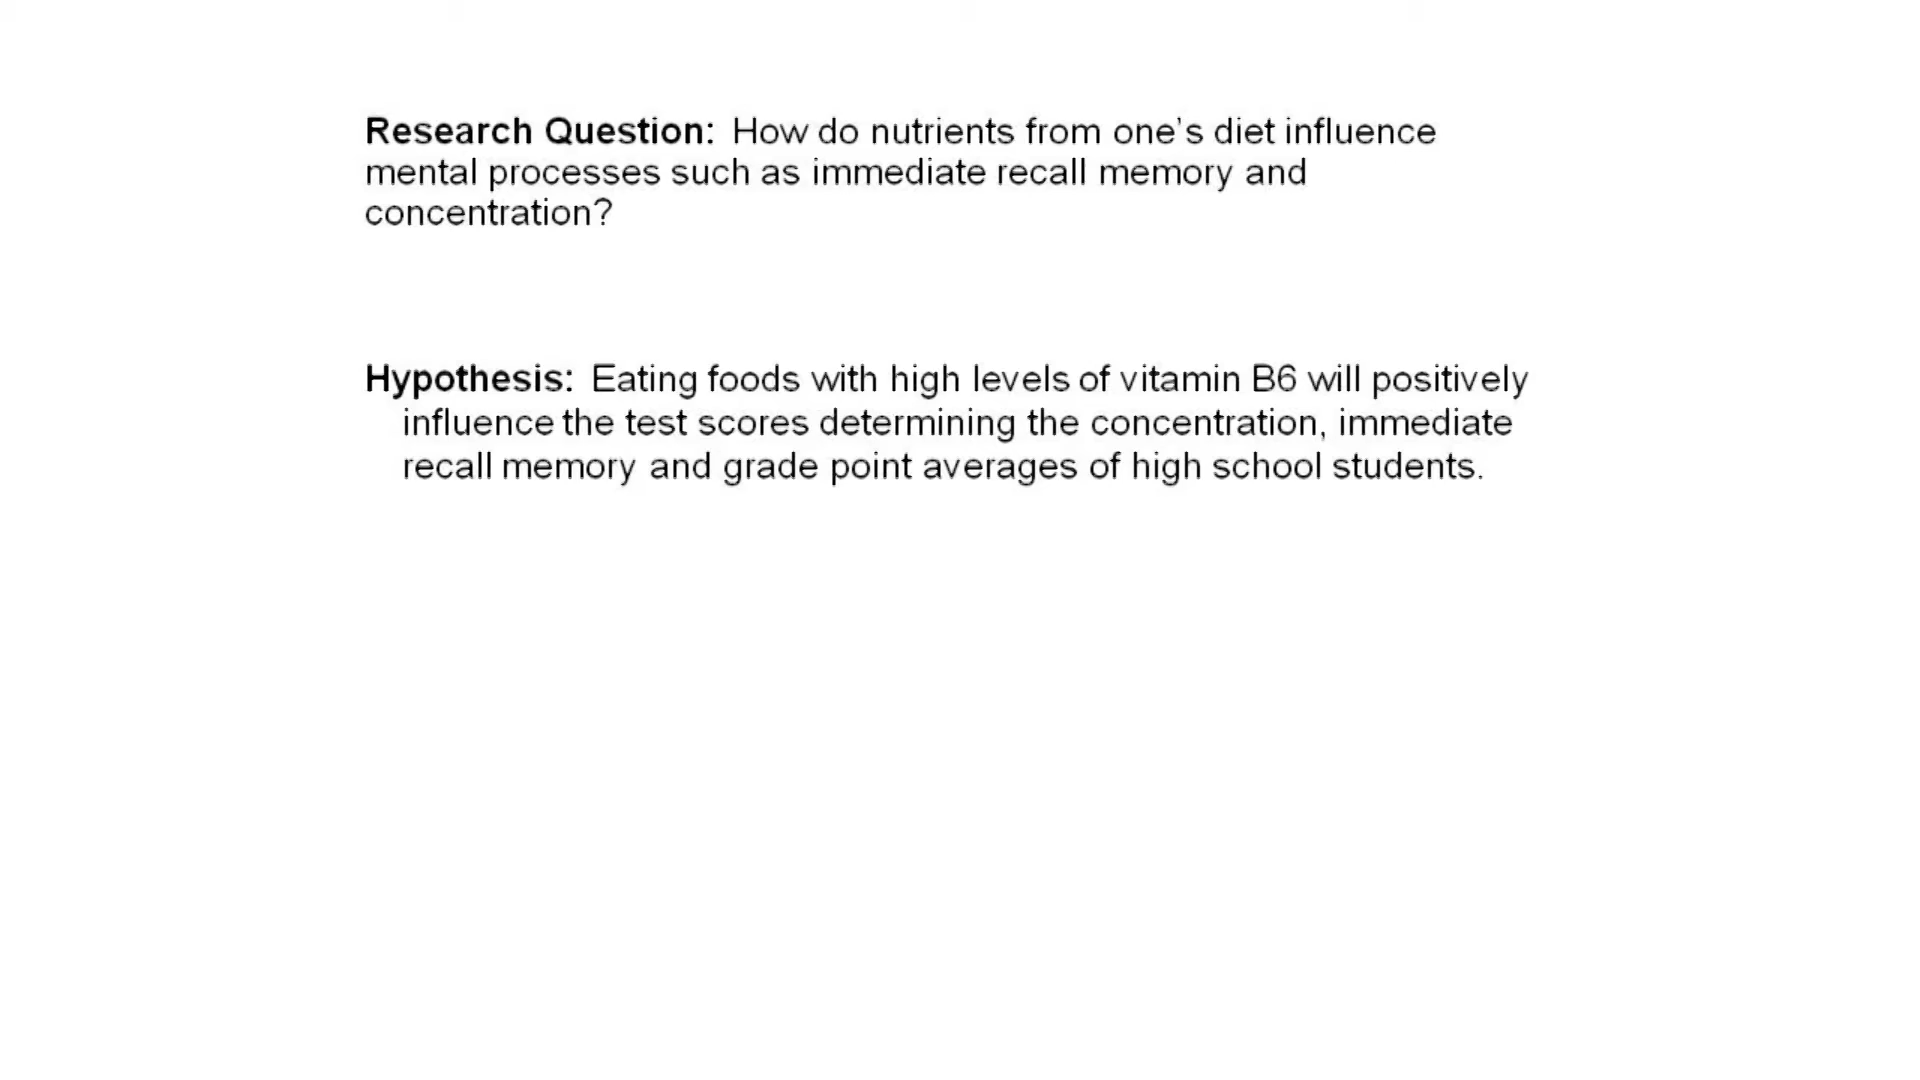 Research Question: How do nutrients from one's diet influence
mental processes such as immediate recall memory and
concentration?
Hypothesis: Eating foods with high levels of vitamin B6 will positively
influence the test scores determining the concentration, immediate
recall memory and grade point averages of high school students.